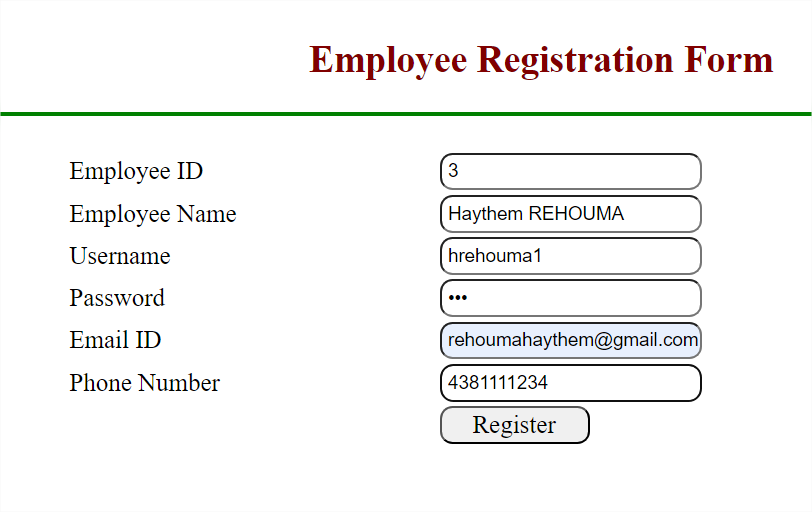 Employee Registration Form
Employee ID 3
Employee Name Haythem REHOUMA
Username hrehouma1
Password •••
Email ID rehoumahaythem@gmail.com
Phone Number 4381111234
Register